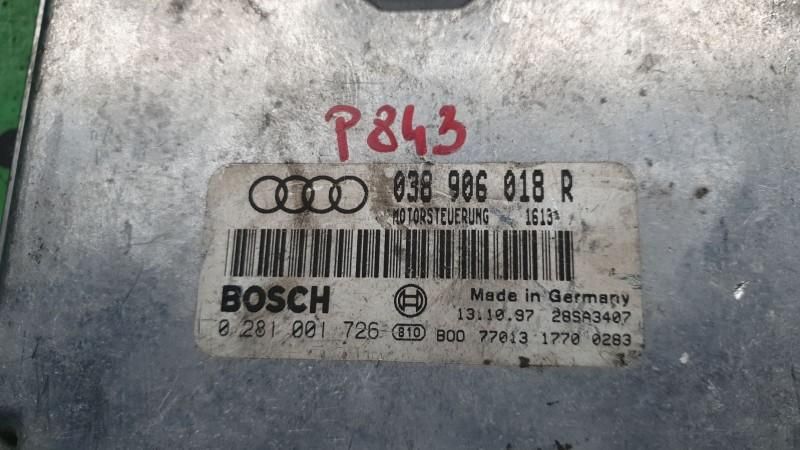 P843
038 906 018 R
MOTORSTEUERUNG 1613
BOSCH Made in Germany
13.10.97 28SA3407
0 281 001 726 810 B00 77013 1770 0283